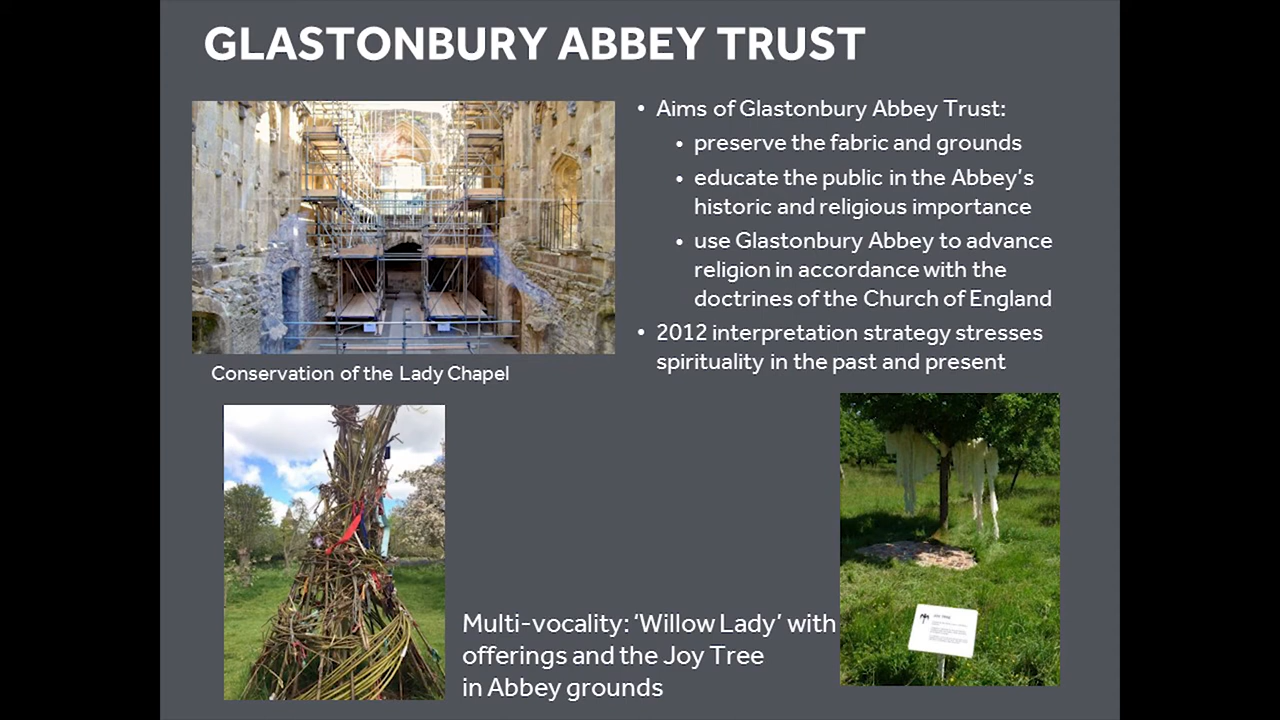 GLASTONBURY ABBEY TRUST
• Aims of Glastonbury Abbey Trust:
• preserve the fabric and grounds
• educate the public in the Abbey's
historic and religious importance
• use Glastonbury Abbey to advance
religion in accordance with the
doctrines of the Church of England
• 2012 interpretation strategy stresses
spirituality in the past and present
Conservation of the Lady Chapel
Multi-vocality: ‘Willow Lady’ with
offerings and the Joy Tree
in Abbey grounds
JOY TREE